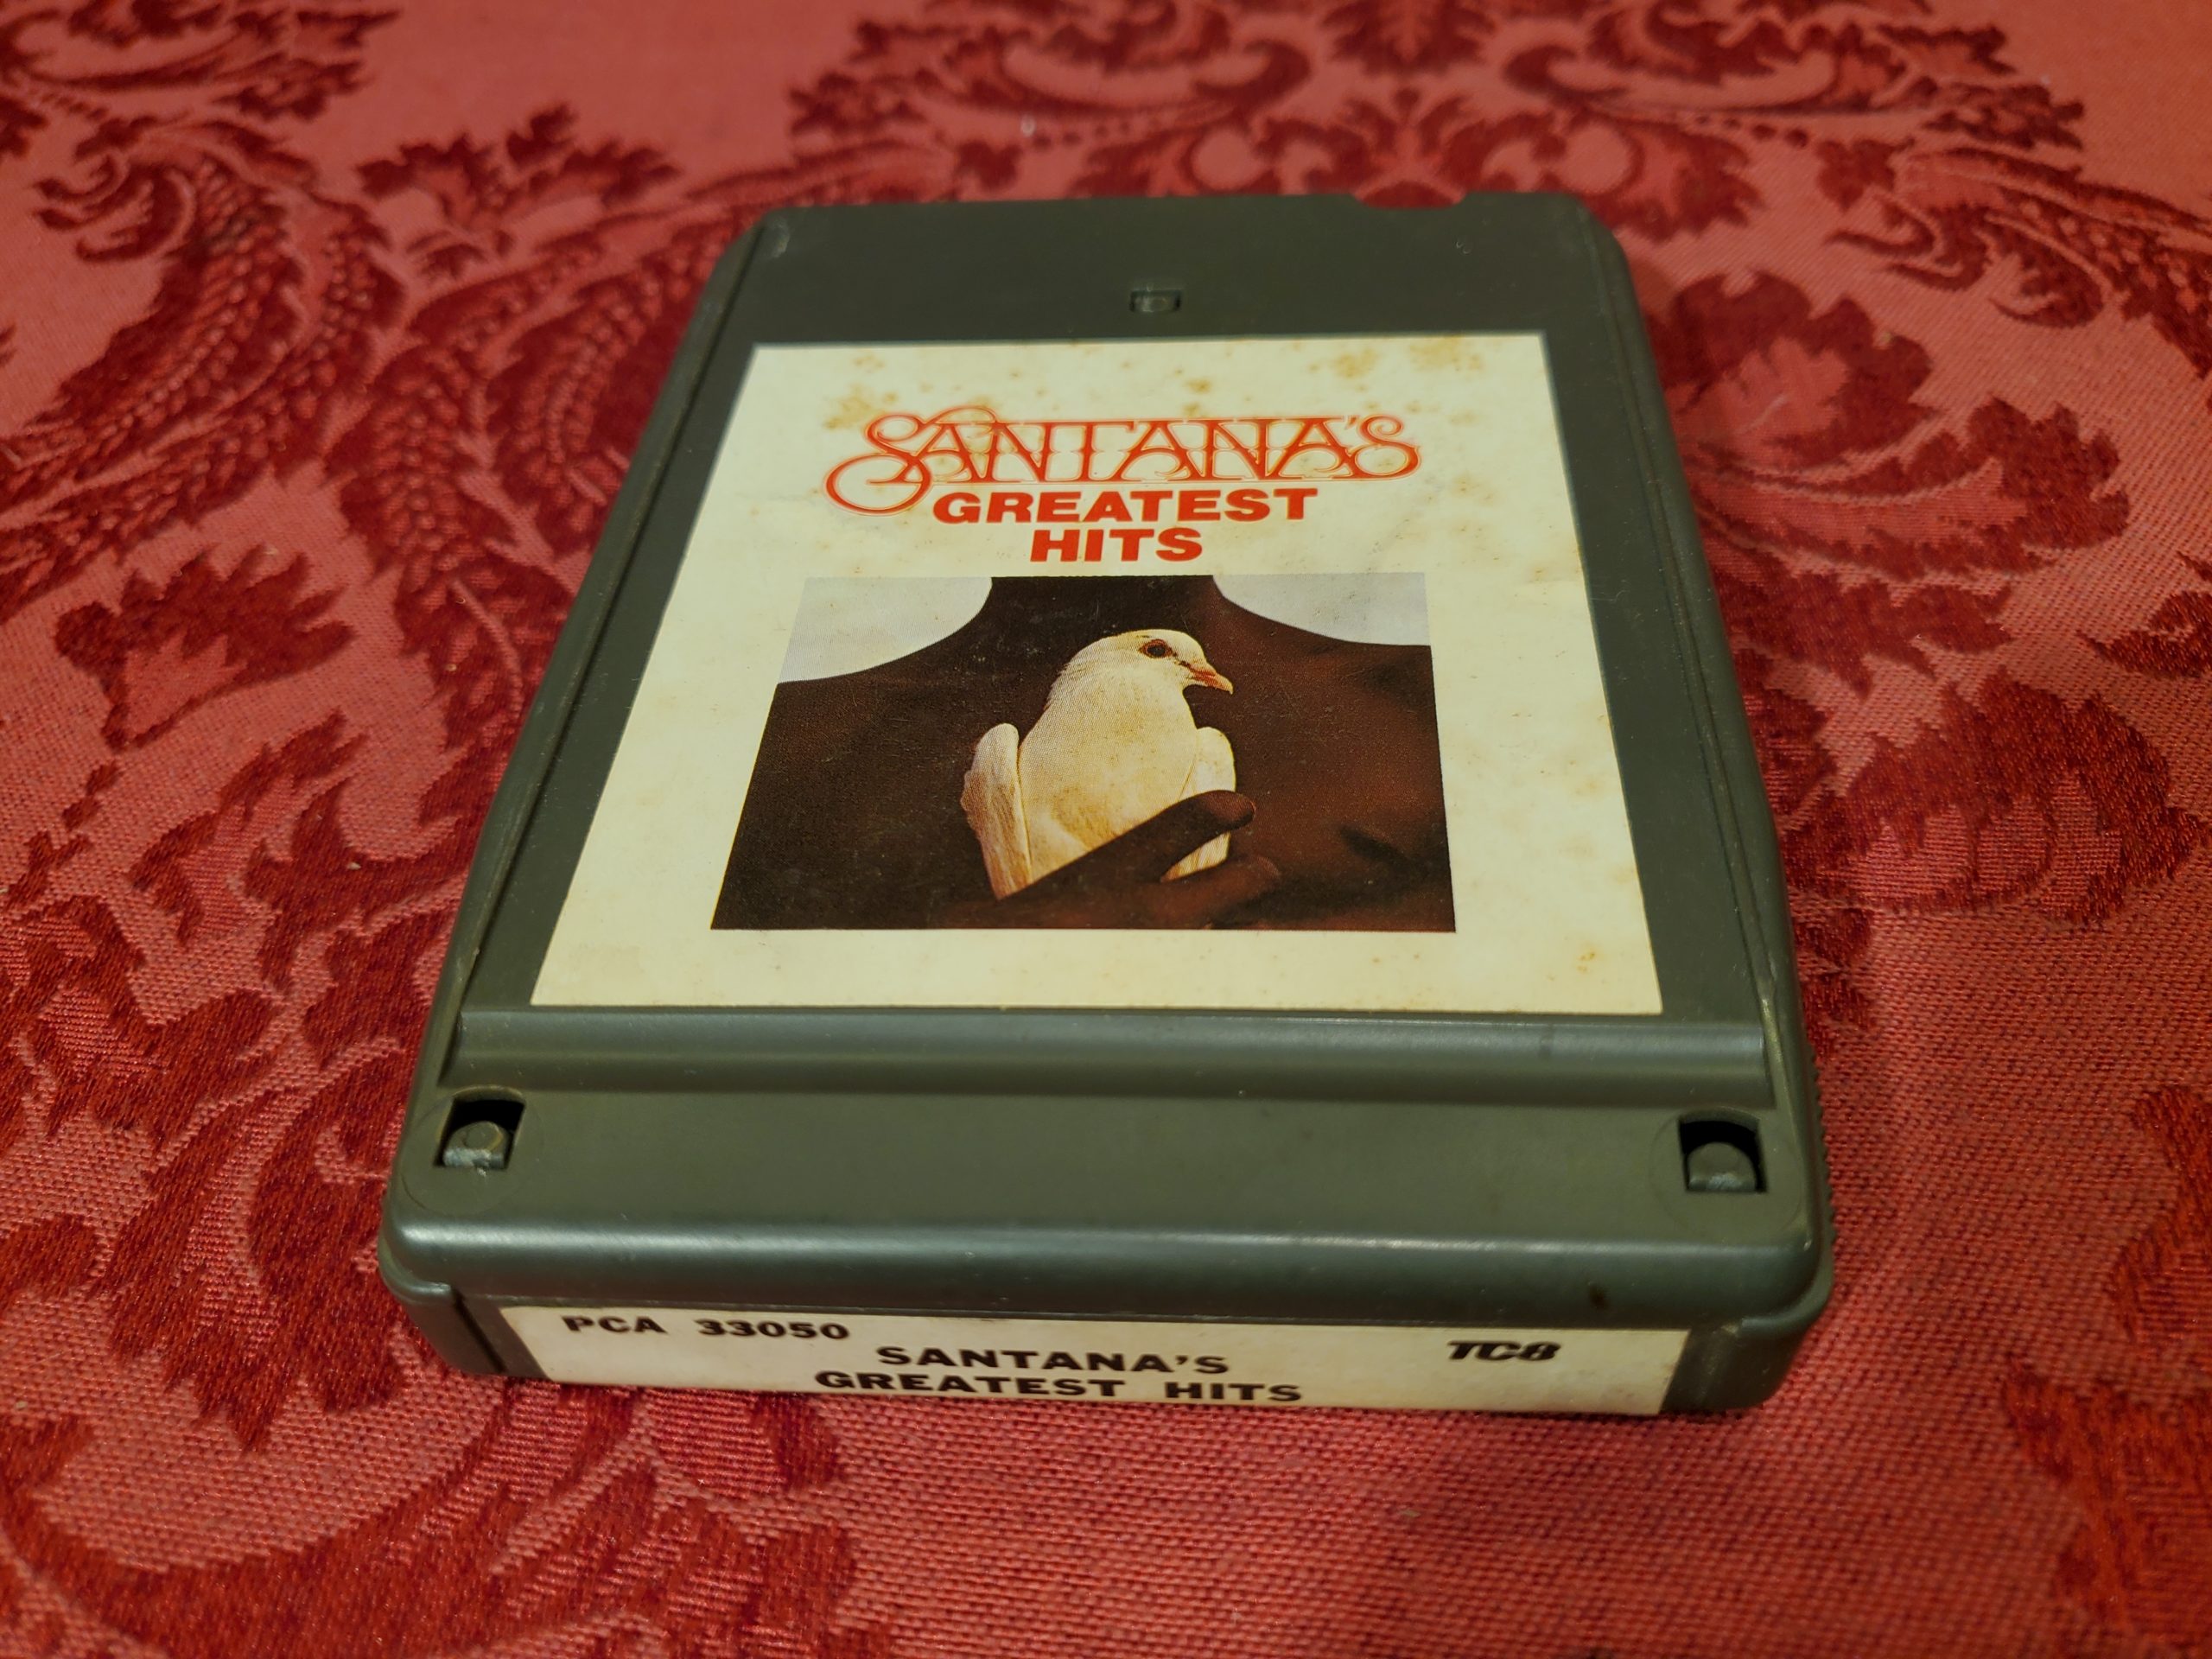 SANTANA'S
GREATEST
HITS
PCA 33050
TC8
SANTANA'S
GREATEST HITS